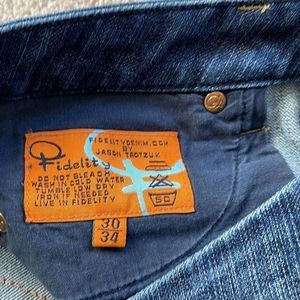 FIDELITYDENIM.COM
BY
JASON TROTZUK
Fidelity
DO NOT BLEACH
WASH IN COLD WATER
TUMBLE LOW DRY
IRON IF NEEDED
LIVE IN FIDELITY
50
30
34